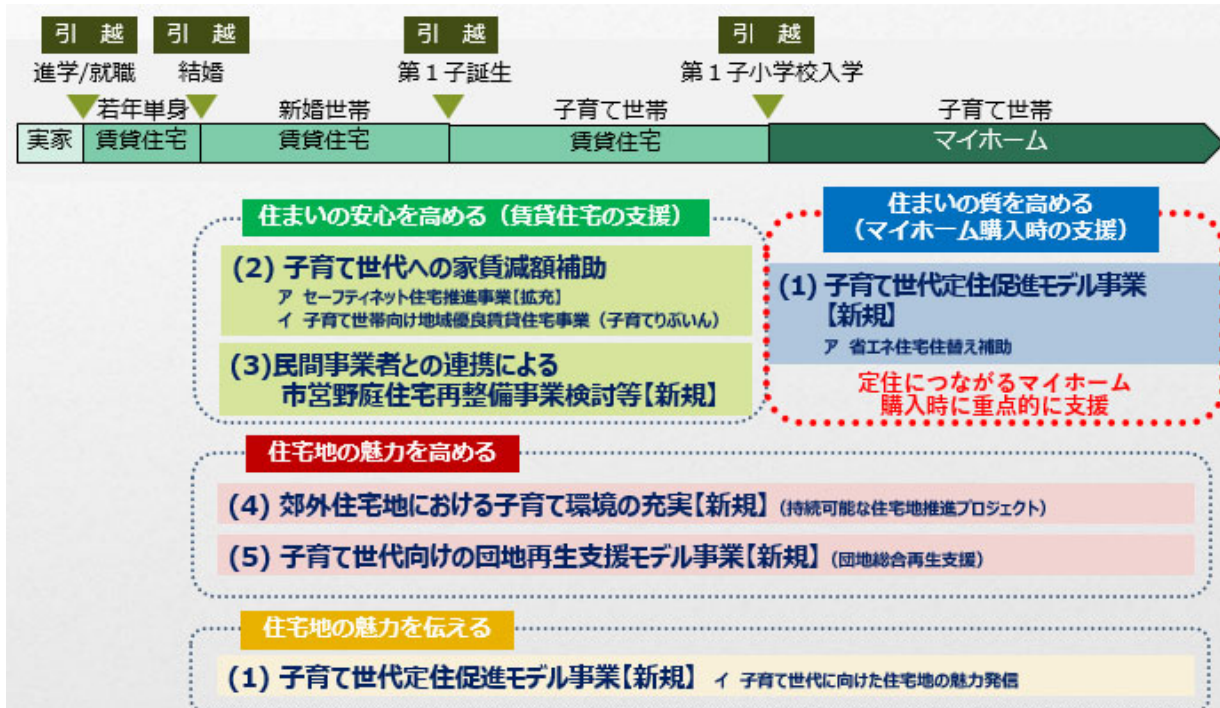 引 越 引 越 引 越 引 越
進学/就職 結婚 第1子誕生 第1子小学校入学
若年単身 新婚世帯 子育て世帯 子育て世帯
実家 賃貸住宅 賃貸住宅 賃貸住宅 マイホーム
住まいの安心を高める（賃貸住宅の支援）
(2) 子育て世代への家賃減額補助
ア セーフティネット住宅推進事業【拡充】
イ 子育て世帯向け地域優良賃貸住宅事業（子育てりぶいん）
(3)民間事業者との連携による
市営野庭住宅再整備事業検討等【新規】
住まいの質を高める
（マイホーム購入時の支援）
(1) 子育て世代定住促進モデル事業
【新規】
ア 省エネ住宅住替え補助
定住につながるマイホーム
購入時に重点的に支援
住宅地の魅力を高める
(4) 郊外住宅地における子育て環境の充実【新規】（持続可能な住宅地推進プロジェクト）
(5) 子育て世代向けの団地再生支援モデル事業【新規】（団地総合再生支援）
住宅地の魅力を伝える
(1) 子育て世代定住促進モデル事業【新規】 イ 子育て世代に向けた住宅地の魅力発信